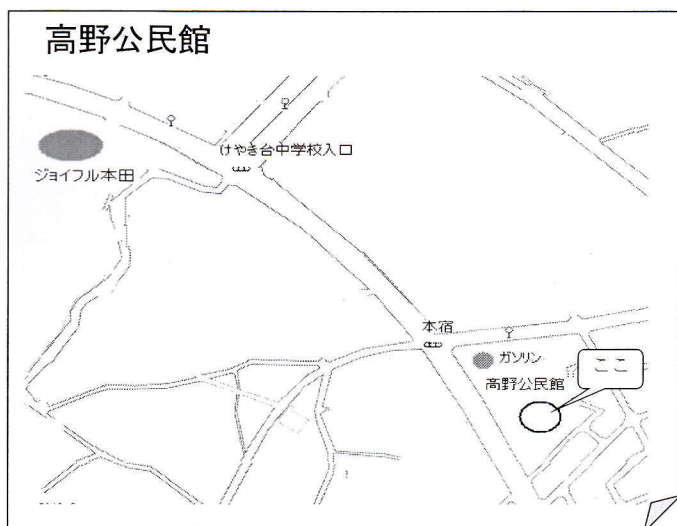 高野公民館
けやき台中学校入口
ジョイフル本田
本宿
ガソリン
ここ
高野公民館